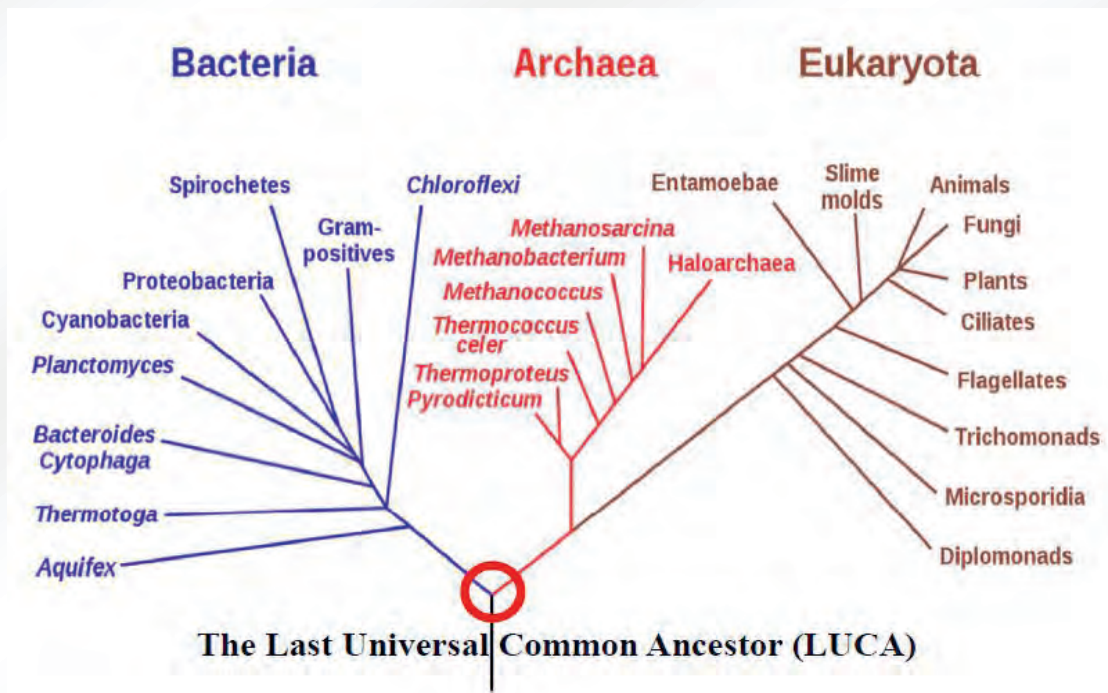 Bacteria
Archaea
Eukaryota
Spirochetes
Chloroflexi
Gram-
positives
Proteobacteria
Cyanobacteria
Planctomyces
Bacteroides
Cytophaga
Thermotoga
Aquifex
Methanosarcina
Methanobacterium
Haloarchaea
Methanococcus
Thermococcus
celer
Thermoproteus
Pyrodicticum
Entamoebae
Slime
molds
Animals
Fungi
Plants
Ciliates
Flagellates
Trichomonads
Microsporidia
Diplomonads
The Last Universal Common Ancestor (LUCA)